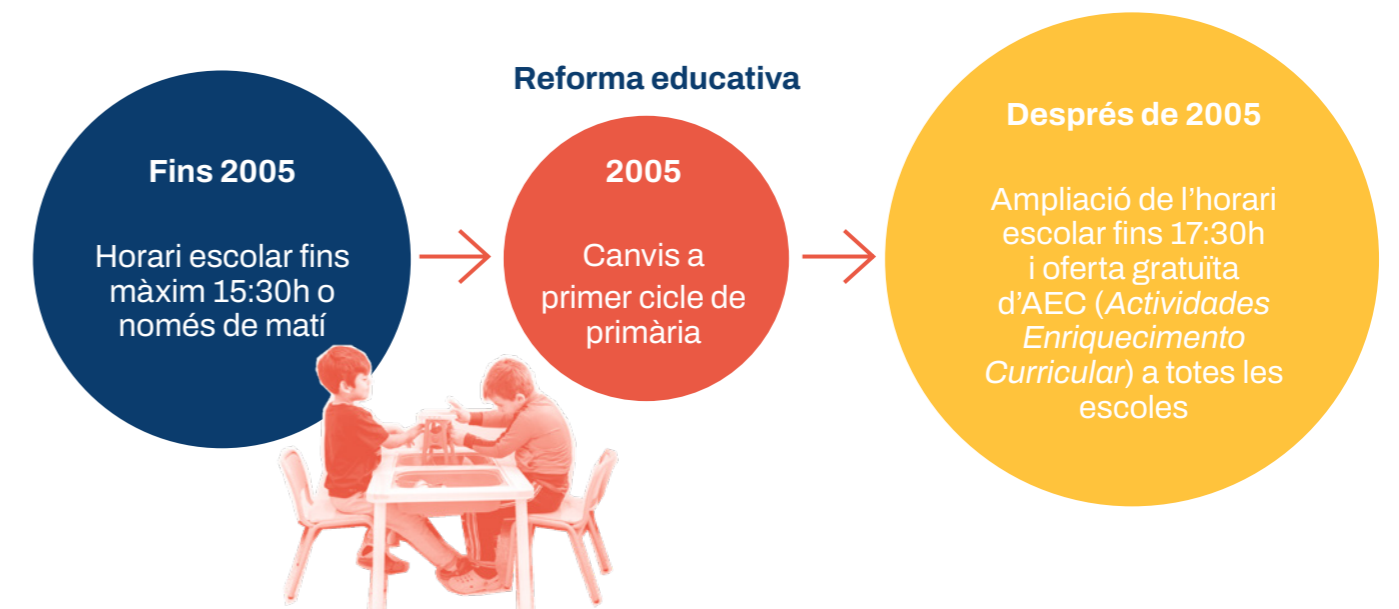 Fins 2005
Horari escolar fins
màxim 15:30h o
només de matí
Reforma educativa
2005
Canvis a
primer cicle de
primària
Després de 2005
Ampliació de l’horari
escolar fins 17:30h
i oferta gratuïta
d’AEC (Actividades
Enriquecimento
Curricular) a totes les
escoles